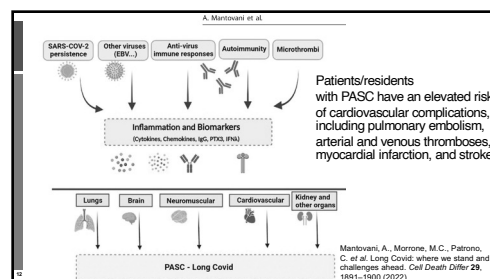 A. Mantovani et al.
SARS-COV-2
persistence
Other viruses
(EBV...)
Anti-virus
immune responses
Autoimmunity
Microthrombi
Inflammation and Biomarkers
(Cytokines, Chemokines, IgG, PTX3, IFNλ)
Lungs
Brain
Neuromuscular
Cardiovascular
Kidney and
other organs
PASC - Long Covid
Patients/residents
with PASC have an elevated risk
of cardiovascular complications,
including pulmonary embolism,
arterial and venous thromboses,
myocardial infarction, and stroke
Mantovani, A., Morrone, M.C., Patrono,
C. et al. Long Covid: where we stand and
challenges ahead. Cell Death Differ 29,
1891–1900 (2022)
12